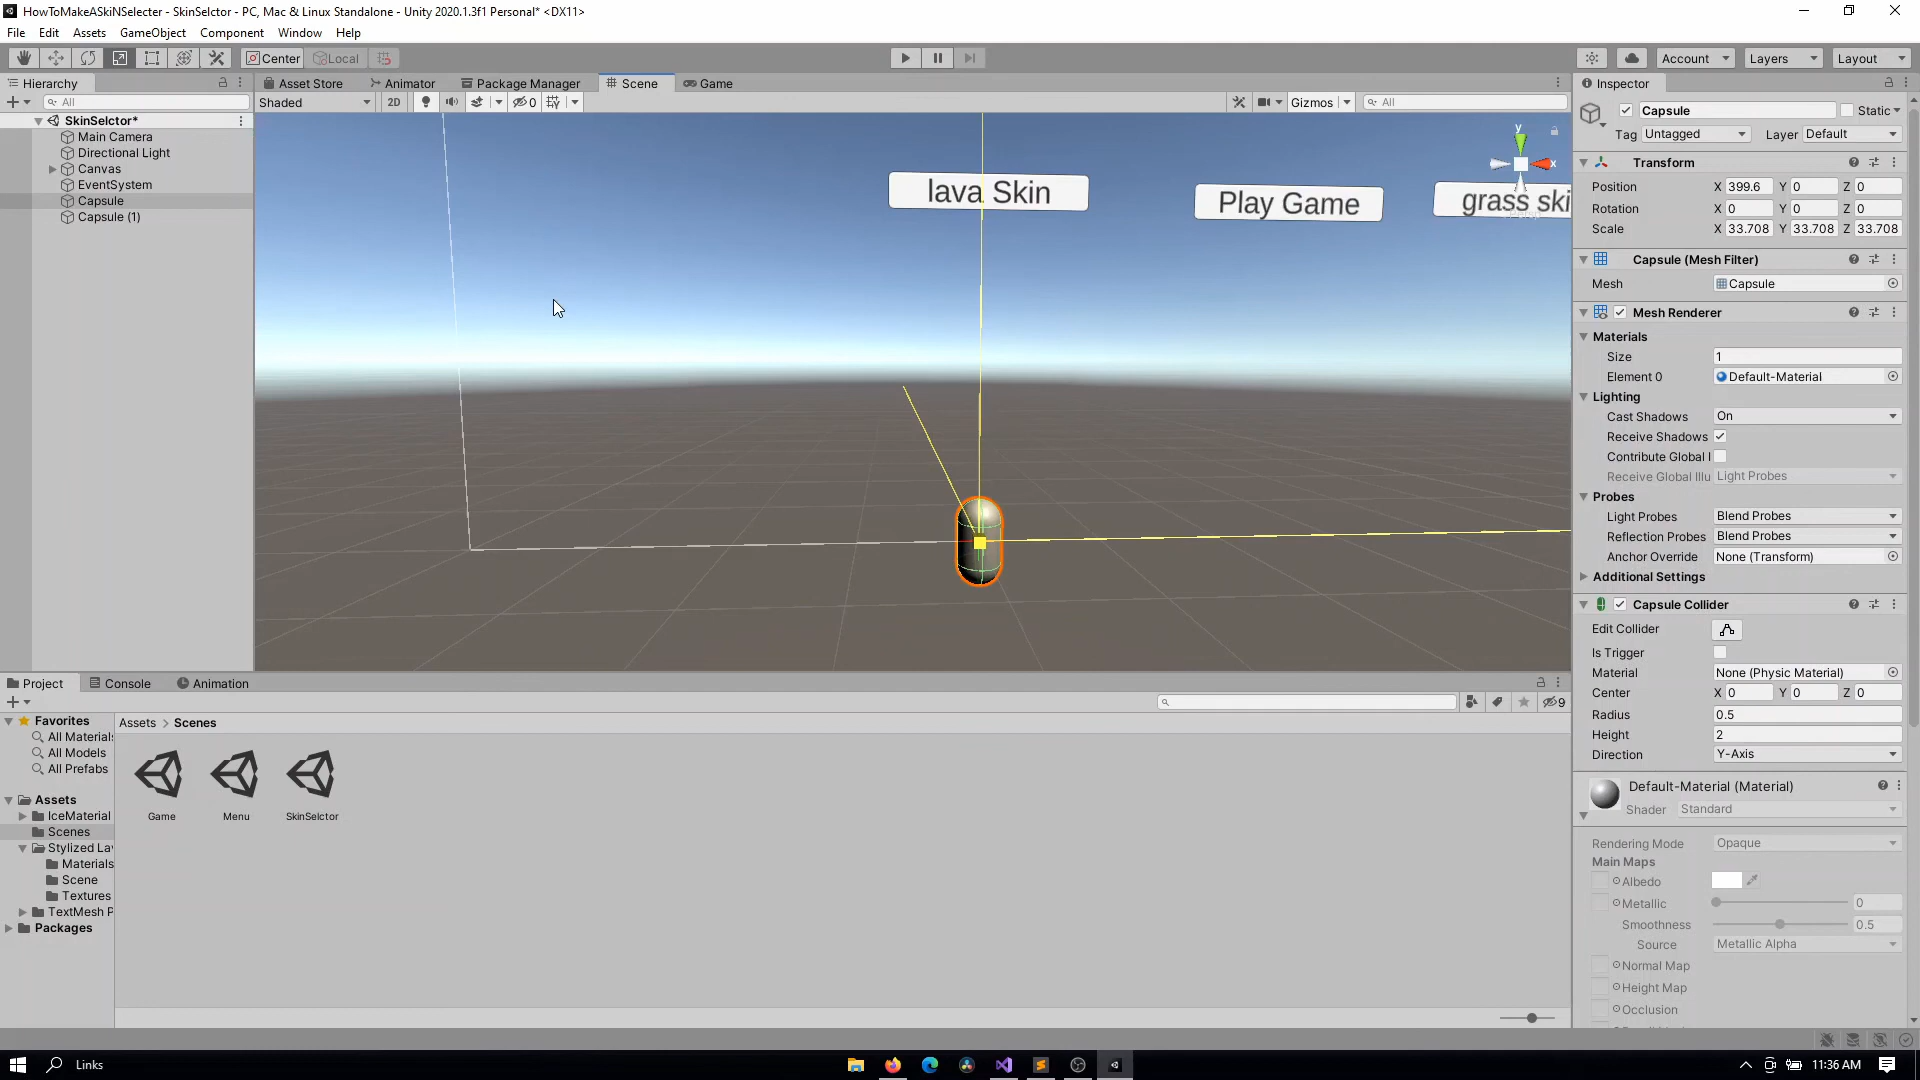 HowToMakeASkiNSelecter - SkinSelctor - PC, Mac & Linux Standalone - Unity 2020.1.3f1 Personal* <DX11>
File Edit Assets GameObject Component Window Help
Center Local Account Layers Layout
Hierarchy Asset Store Animator Package Manager Scene Game Inspector
All Shaded 2D 0 Gizmos All
SkinSelctor*
Main Camera
Directional Light
Canvas
EventSystem
Capsule
Capsule (1)
lava Skin
Play Game
grass ski
y
x
Capsule Static
Tag Untagged Layer Default
Transform
Position X 399.6 Y 0 Z 0
Rotation X 0 Y 0 Z 0
Scale X 33.708 Y 33.708 Z 33.708
Capsule (Mesh Filter)
Mesh Capsule
Mesh Renderer
Materials
Size 1
Element 0 Default-Material
Lighting
Cast Shadows On
Receive Shadows
Contribute Global I
Receive Global Illu Light Probes
Probes
Light Probes Blend Probes
Reflection Probes Blend Probes
Anchor Override None (Transform)
Additional Settings
Capsule Collider
Edit Collider
Is Trigger
Material None (Physic Material)
Center X 0 Y 0 Z 0
Radius 0.5
Height 2
Direction Y-Axis
Default-Material (Material)
Shader Standard
Rendering Mode Opaque
Main Maps
Albedo
Metallic 0
Smoothness 0.5
Source Metallic Alpha
Normal Map
Height Map
Occlusion
Project Console Animation
9
Favorites
All Materials
All Models
All Prefabs
Assets
IceMaterial
Scenes
Stylized La
Materials
Scene
Textures
TextMesh P
Packages
Assets > Scenes
Game Menu SkinSelctor
Links
11:36 AM